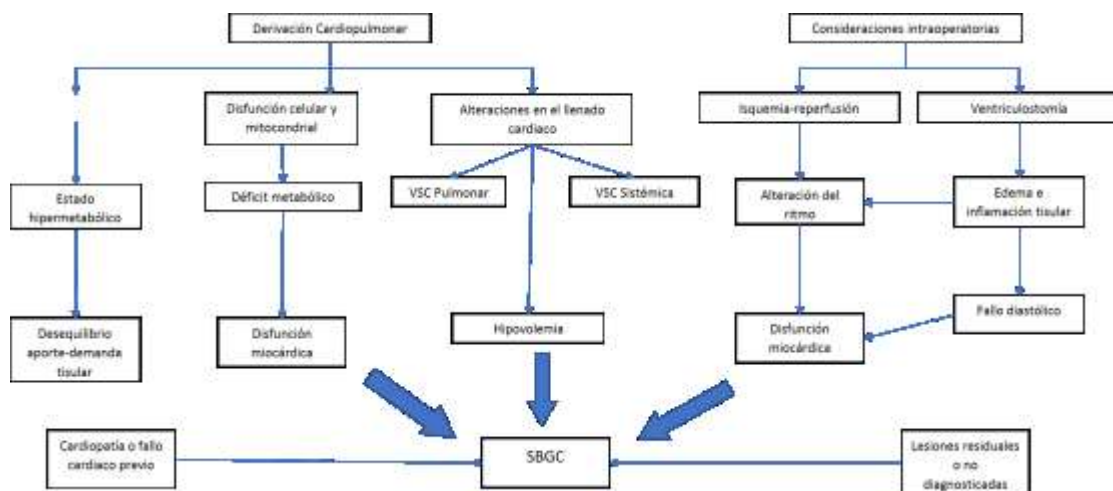 Derivación Cardiopulmonar
Consideraciones intraoperatorias
Disfunción celular y
mitocondrial
Alteraciones en el llenado
cardiaco
Isquemia-reperfusión
Ventriculostomía
Estado
hipermetabólico
Déficit metabólico
VSC Pulmonar
VSC Sistémica
Alteración del
ritmo
Edema e
inflamación tisular
Desequilibrio
aporte-demanda
tisular
Disfunción
miocárdica
Hipovolemia
Disfunción
miocárdica
Fallo diastólico
Cardiopatía o fallo
cardiaco previo
SBGC
Lesiones residuales
o no
diagnosticadas